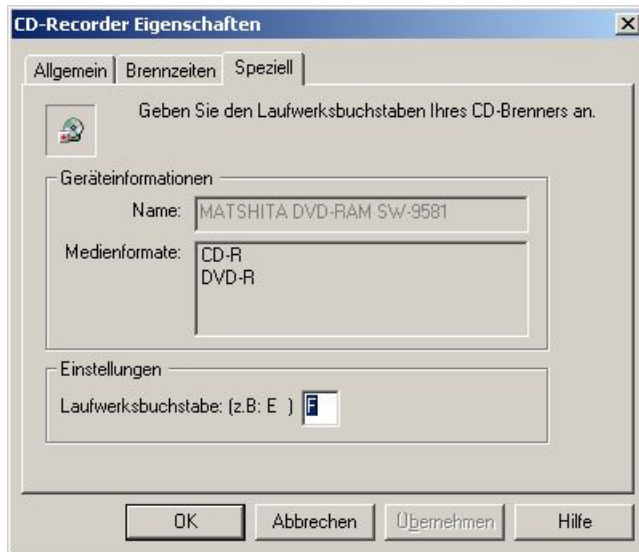 CD-Recorder Eigenschaften
Allgemein Brennzeiten Speziell
Geben Sie den Laufwerksbuchstaben Ihres CD-Brenners an.
Geräteinformationen
Name: MATSHITA DVD-RAM SW-9581
Medienformate: CD-R
DVD-R
Einstellungen
Laufwerksbuchstabe: (z.B: E ) F
OK Abbrechen Übernehmen Hilfe